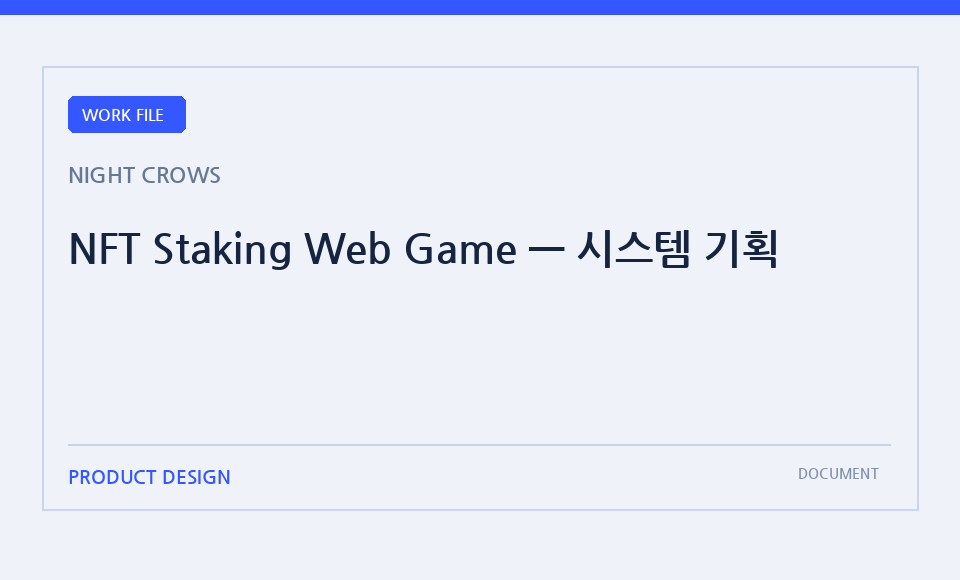 WORK FILE
NIGHT CROWS
NFT Staking Web Game — 시스템 기획
PRODUCT DESIGN
DOCUMENT